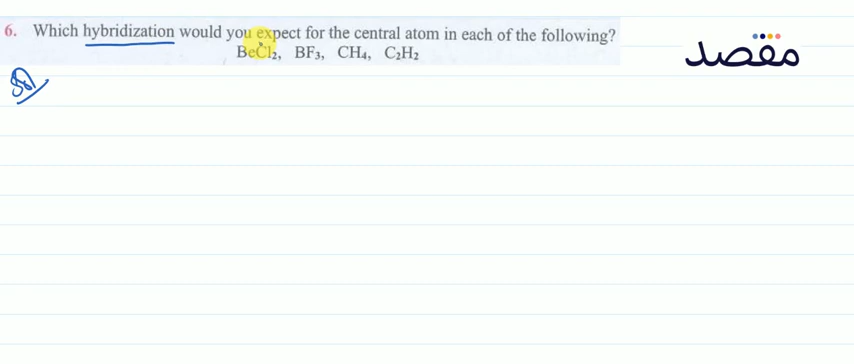 6. Which hybridization would you expect for the central atom in each of the following?
BeCl₂, BF₃, CH₄, C₂H₂
مقصد